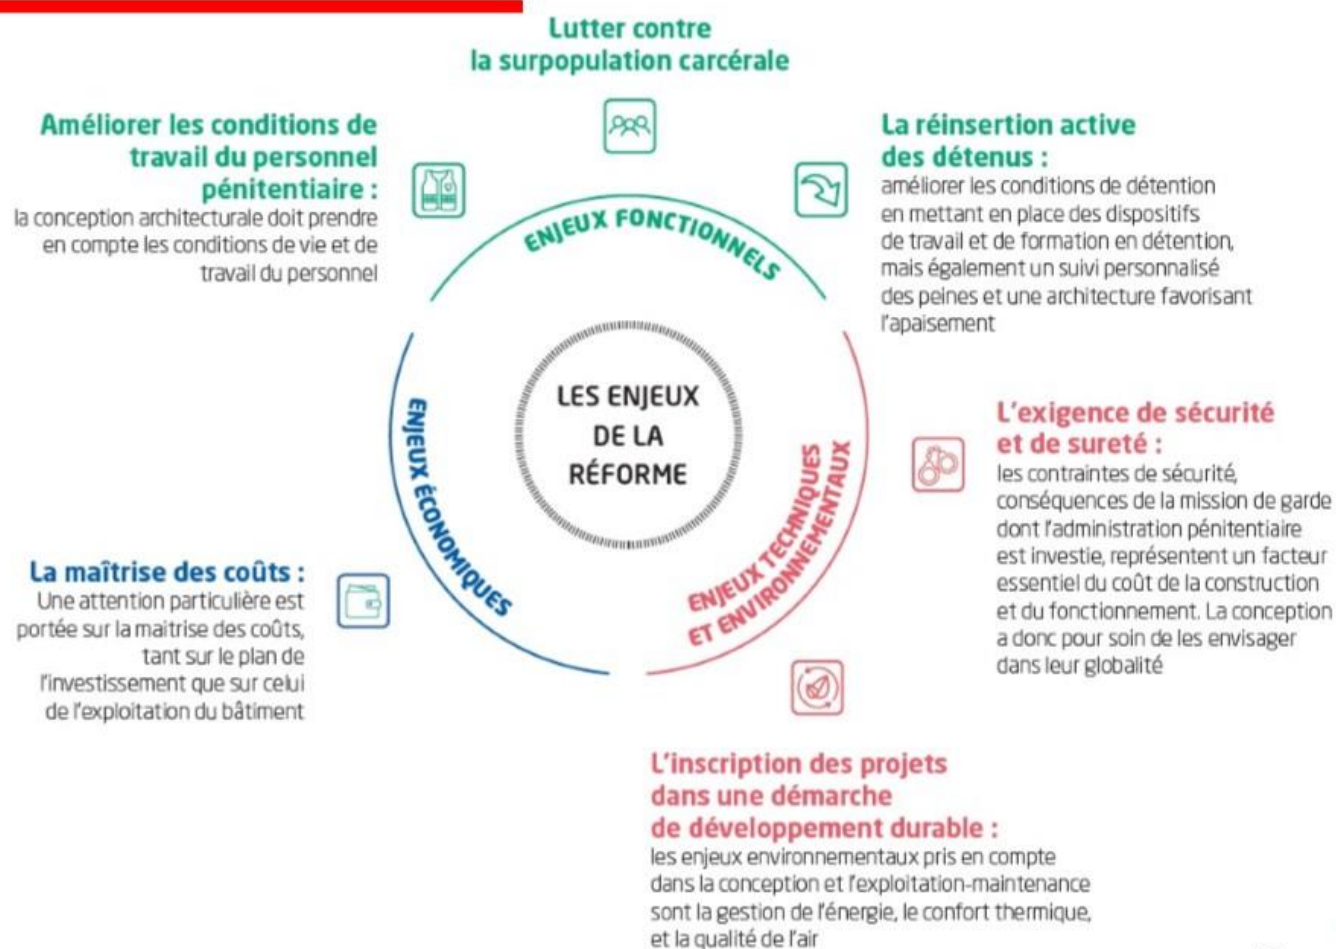 Lutter contre
la surpopulation carcérale
Améliorer les conditions de
travail du personnel
pénitentiaire :
la conception architecturale doit prendre
en compte les conditions de vie et de
travail du personnel
La réinsertion active
des détenus :
améliorer les conditions de détention
en mettant en place des dispositifs
de travail et de formation en détention,
mais également un suivi personnalisé
des peines et une architecture favorisant
l'apaisement
ENJEUX FONCTIONNELS
LES ENJEUX
DE LA
RÉFORME
ENJEUX ÉCONOMIQUES
ENJEUX TECHNIQUES
ET ENVIRONNEMENTAUX
L'exigence de sécurité
et de sureté :
les contraintes de sécurité,
conséquences de la mission de garde
dont l'administration pénitentiaire
est investie, représentent un facteur
essentiel du coût de la construction
et du fonctionnement. La conception
a donc pour soin de les envisager
dans leur globalité
La maîtrise des coûts :
Une attention particulière est
portée sur la maitrise des coûts,
tant sur le plan de
l'investissement que sur celui
de l'exploitation du bâtiment
L'inscription des projets
dans une démarche
de développement durable :
les enjeux environnementaux pris en compte
dans la conception et l'exploitation-maintenance
sont la gestion de l'énergie, le confort thermique,
et la qualité de l'air